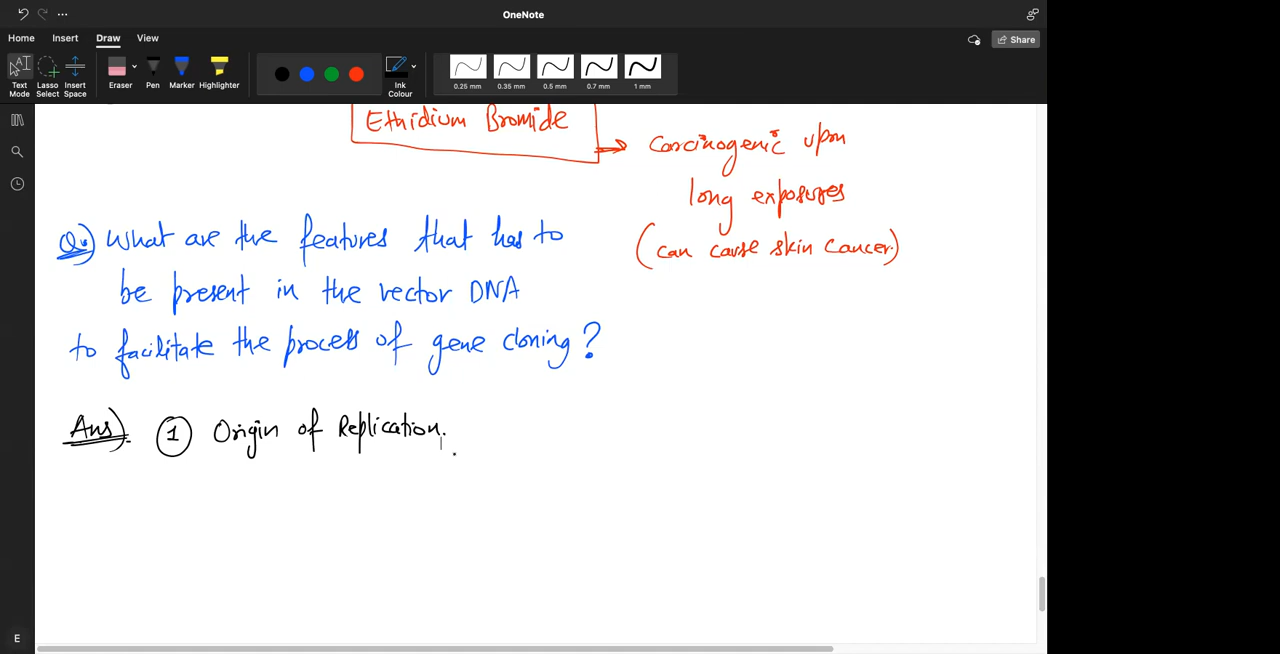 OneNote
Home Insert Draw View
Share
Text Mode
Lasso Select
Insert Space
Eraser
Pen
Marker
Highlighter
Ink Colour
0.25 mm
0.35 mm
0.5 mm
0.7 mm
1 mm
Ethidium Bromide
Carcinogenic upon
long exposures
(can cause skin cancer.)
Q.) What are the features that has to
be present in the vector DNA
to facilitate the process of gene cloning?
Ans). 1 Origin of Replication.
E